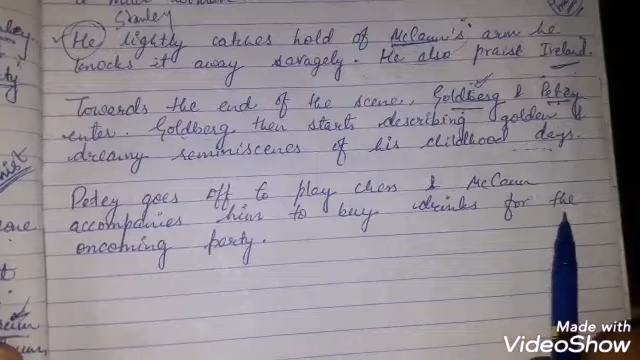 Stanley
He lightly catches hold of McCann's arm he
knocks it away savagely. He also praist Ireland.
Towards the end of the scene, Goldberg & Petey
enter. Goldberg then starts describing golden &
dreamy reminiscenes of his childhood days.
Petey goes off to play chess & McCann
accompanies him to buy drinks for the
oncoming party.
Made with
VideoShow